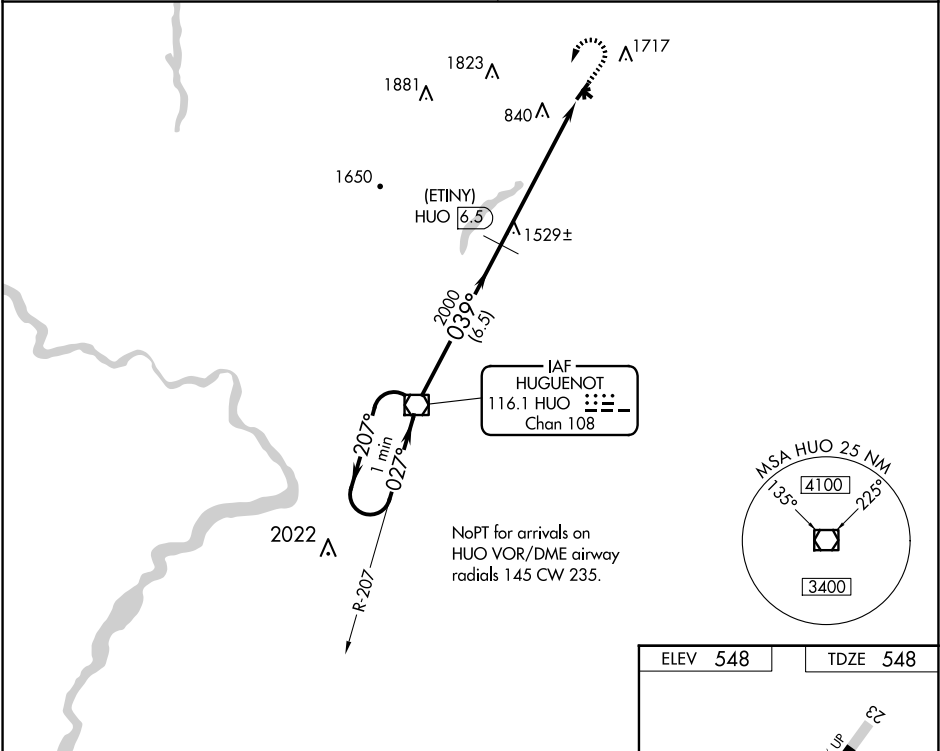 1717
1823
1881
840
1650
(ETINY)
HUO 6.5
1529±
2000
039°
(6.5)
IAF
HUGUENOT
116.1 HUO
Chan 108
207°
1 min
027°
MSA HUO 25 NM
135°
4100
225°
3400
2022
NoPT for arrivals on
HUO VOR/DME airway
radials 145 CW 235.
R-207
ELEV 548
TDZE 548
23
UP